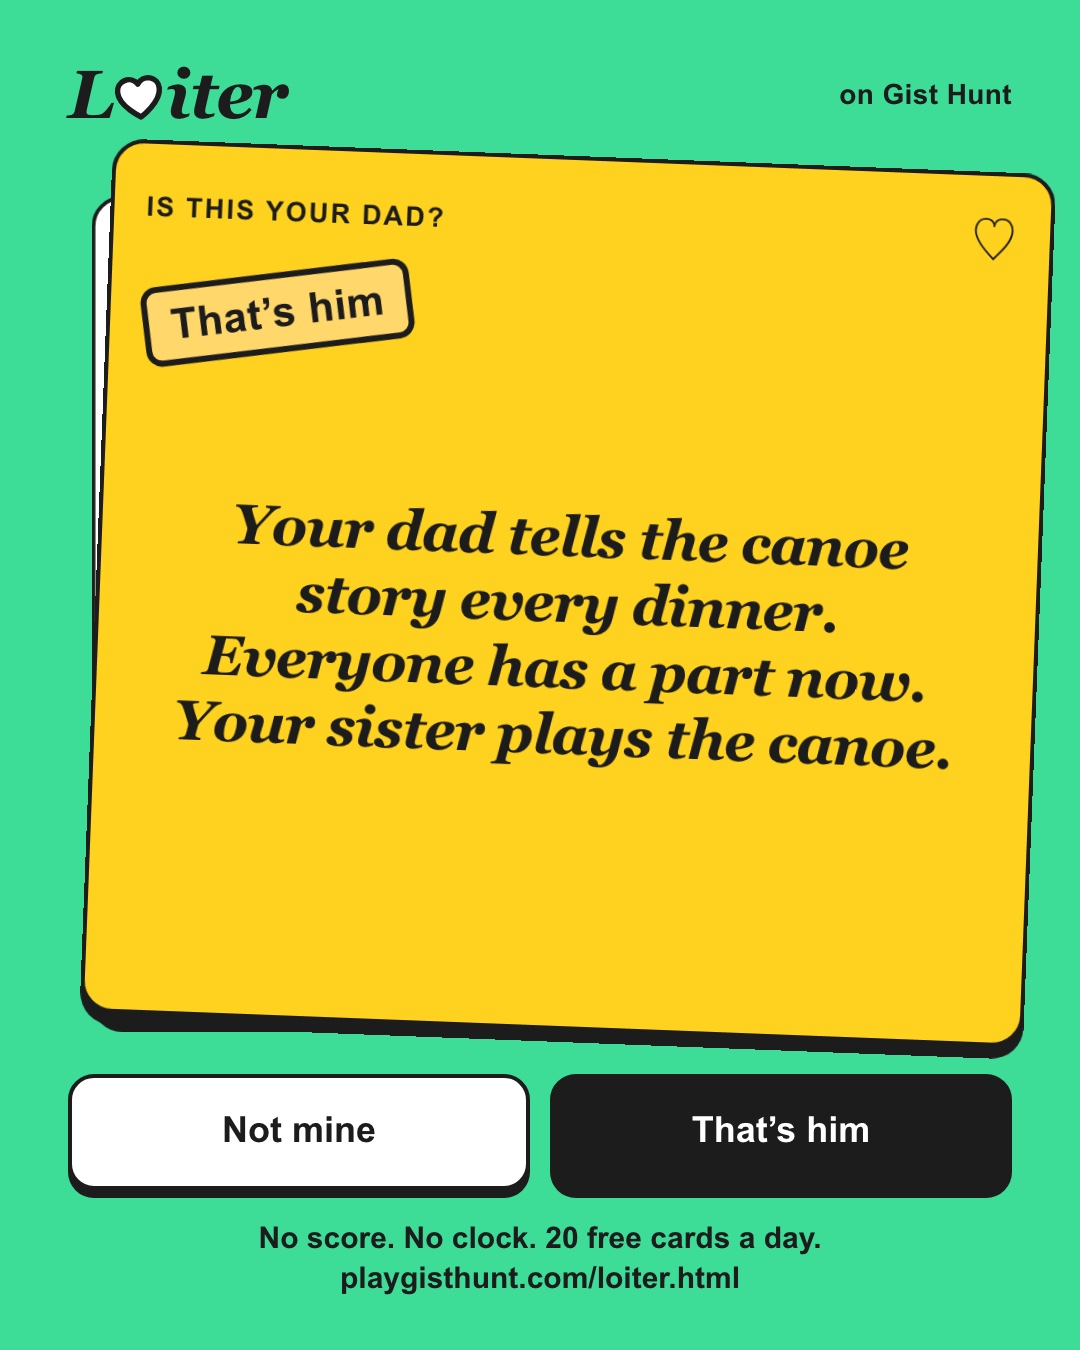 Loiter
on Gist Hunt
IS THIS YOUR DAD?
That’s him
Your dad tells the canoe
story every dinner.
Everyone has a part now.
Your sister plays the canoe.
Not mine
That’s him
No score. No clock. 20 free cards a day.
playgisthunt.com/loiter.html